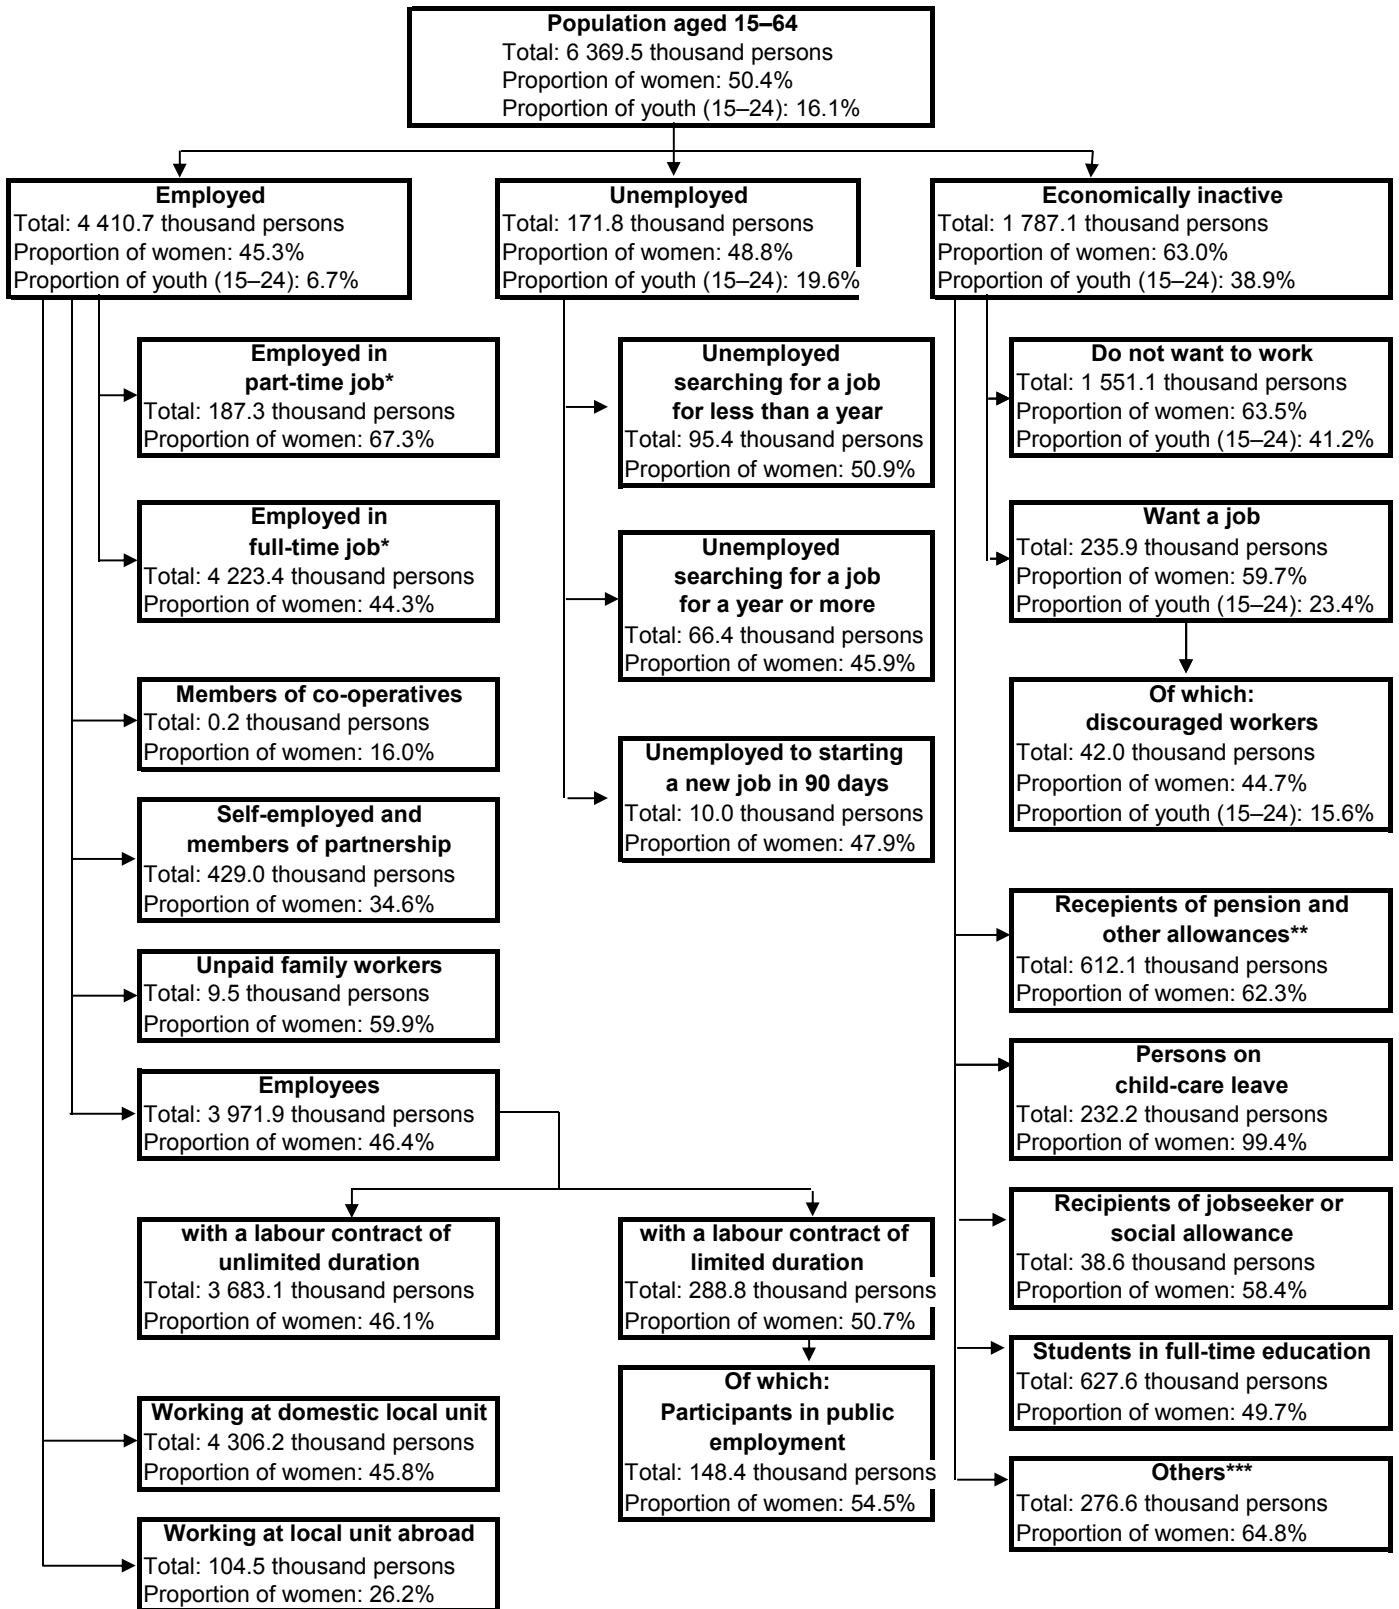 Population aged 15–64
Total: 6 369.5 thousand persons
Proportion of women: 50.4%
Proportion of youth (15–24): 16.1%
Employed
Total: 4 410.7 thousand persons
Proportion of women: 45.3%
Proportion of youth (15–24): 6.7%
Unemployed
Total: 171.8 thousand persons
Proportion of women: 48.8%
Proportion of youth (15–24): 19.6%
Economically inactive
Total: 1 787.1 thousand persons
Proportion of women: 63.0%
Proportion of youth (15–24): 38.9%
Employed in
part-time job*
Total: 187.3 thousand persons
Proportion of women: 67.3%
Employed in
full-time job*
Total: 4 223.4 thousand persons
Proportion of women: 44.3%
Members of co-operatives
Total: 0.2 thousand persons
Proportion of women: 16.0%
Self-employed and
members of partnership
Total: 429.0 thousand persons
Proportion of women: 34.6%
Unpaid family workers
Total: 9.5 thousand persons
Proportion of women: 59.9%
Employees
Total: 3 971.9 thousand persons
Proportion of women: 46.4%
with a labour contract of
unlimited duration
Total: 3 683.1 thousand persons
Proportion of women: 46.1%
Working at domestic local unit
Total: 4 306.2 thousand persons
Proportion of women: 45.8%
Working at local unit abroad
Total: 104.5 thousand persons
Proportion of women: 26.2%
Unemployed
searching for a job
for less than a year
Total: 95.4 thousand persons
Proportion of women: 50.9%
Unemployed
searching for a job
for a year or more
Total: 66.4 thousand persons
Proportion of women: 45.9%
Unemployed to starting
a new job in 90 days
Total: 10.0 thousand persons
Proportion of women: 47.9%
with a labour contract of
limited duration
Total: 288.8 thousand persons
Proportion of women: 50.7%
Of which:
Participants in public
employment
Total: 148.4 thousand persons
Proportion of women: 54.5%
Do not want to work
Total: 1 551.1 thousand persons
Proportion of women: 63.5%
Proportion of youth (15–24): 41.2%
Want a job
Total: 235.9 thousand persons
Proportion of women: 59.7%
Proportion of youth (15–24): 23.4%
Of which:
discouraged workers
Total: 42.0 thousand persons
Proportion of women: 44.7%
Proportion of youth (15–24): 15.6%
Recepients of pension and
other allowances**
Total: 612.1 thousand persons
Proportion of women: 62.3%
Persons on
child-care leave
Total: 232.2 thousand persons
Proportion of women: 99.4%
Recipients of jobseeker or
social allowance
Total: 38.6 thousand persons
Proportion of women: 58.4%
Students in full-time education
Total: 627.6 thousand persons
Proportion of women: 49.7%
Others***
Total: 276.6 thousand persons
Proportion of women: 64.8%